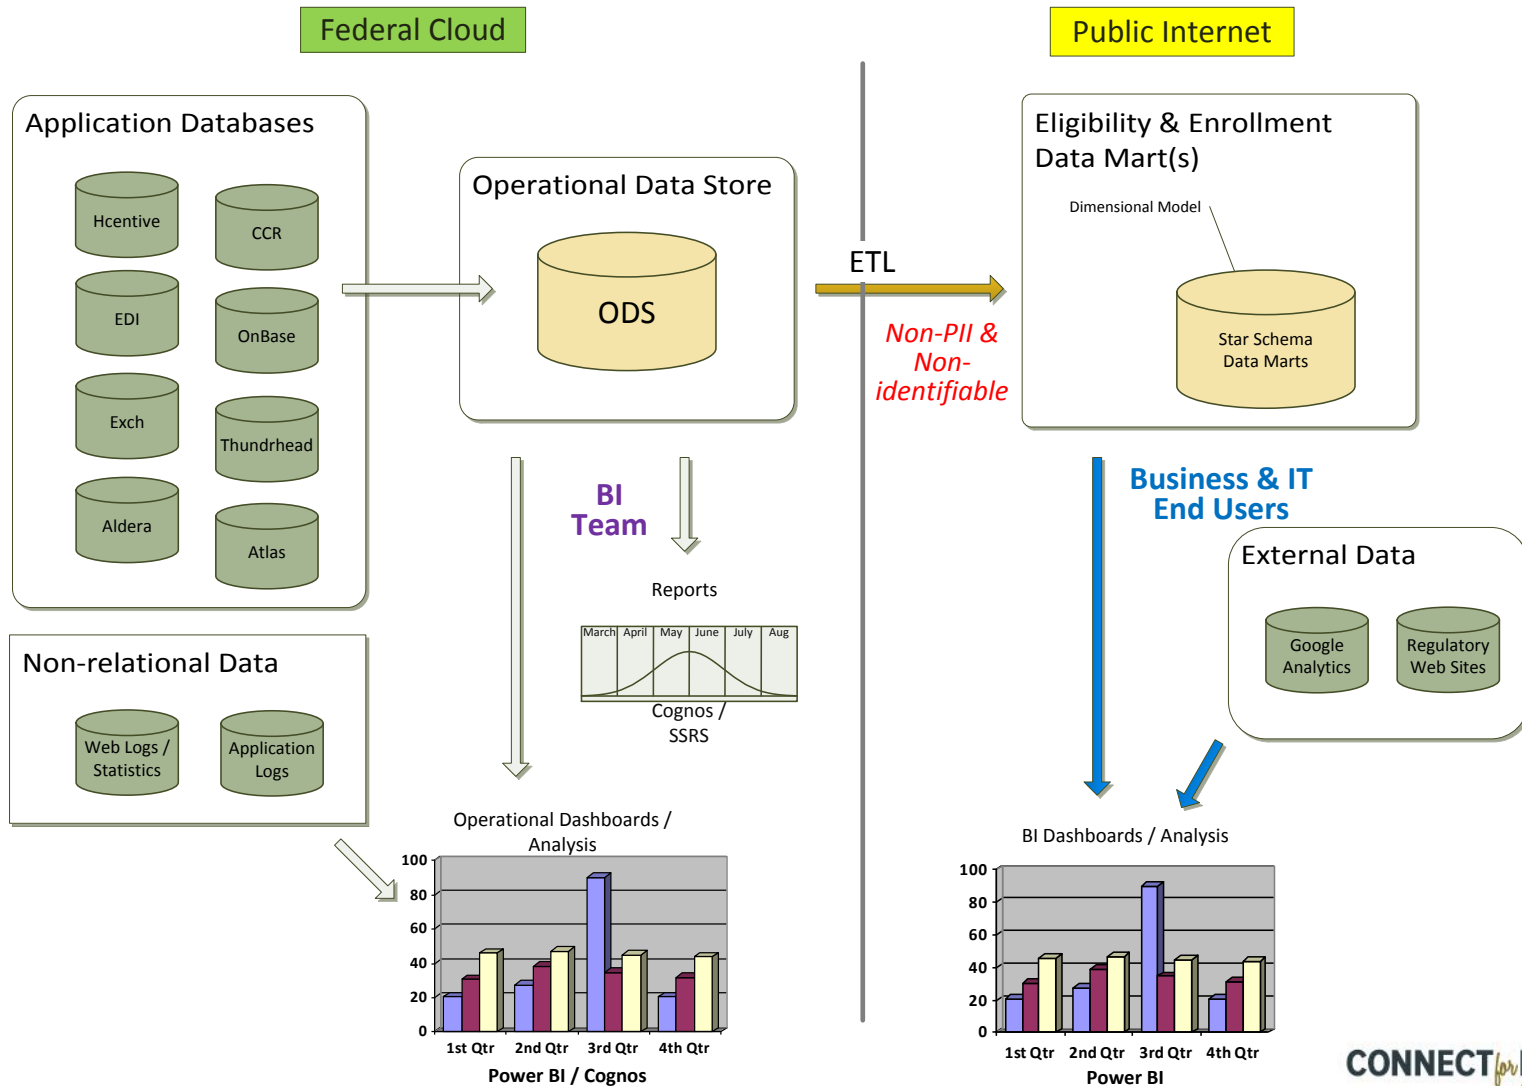 Federal Cloud
Public Internet
Application Databases
Hcentive
CCR
EDI
OnBase
Exch
Thundrhead
Aldera
Atlas
Operational Data Store
ODS
ETL
Non-PII &
Non-
identifiable
Eligibility & Enrollment
Data Mart(s)
Dimensional Model
Star Schema
Data Marts
BI
Team
Business & IT
End Users
Reports
March April May June July Aug
Cognos /
SSRS
External Data
Google
Analytics
Regulatory
Web Sites
Non-relational Data
Web Logs /
Statistics
Application
Logs
Operational Dashboards /
Analysis
100
80
60
40
20
0
1st Qtr 2nd Qtr 3rd Qtr 4th Qtr
Power BI / Cognos
BI Dashboards / Analysis
100
80
60
40
20
0
1st Qtr 2nd Qtr 3rd Qtr 4th Qtr
Power BI
CONNECT for